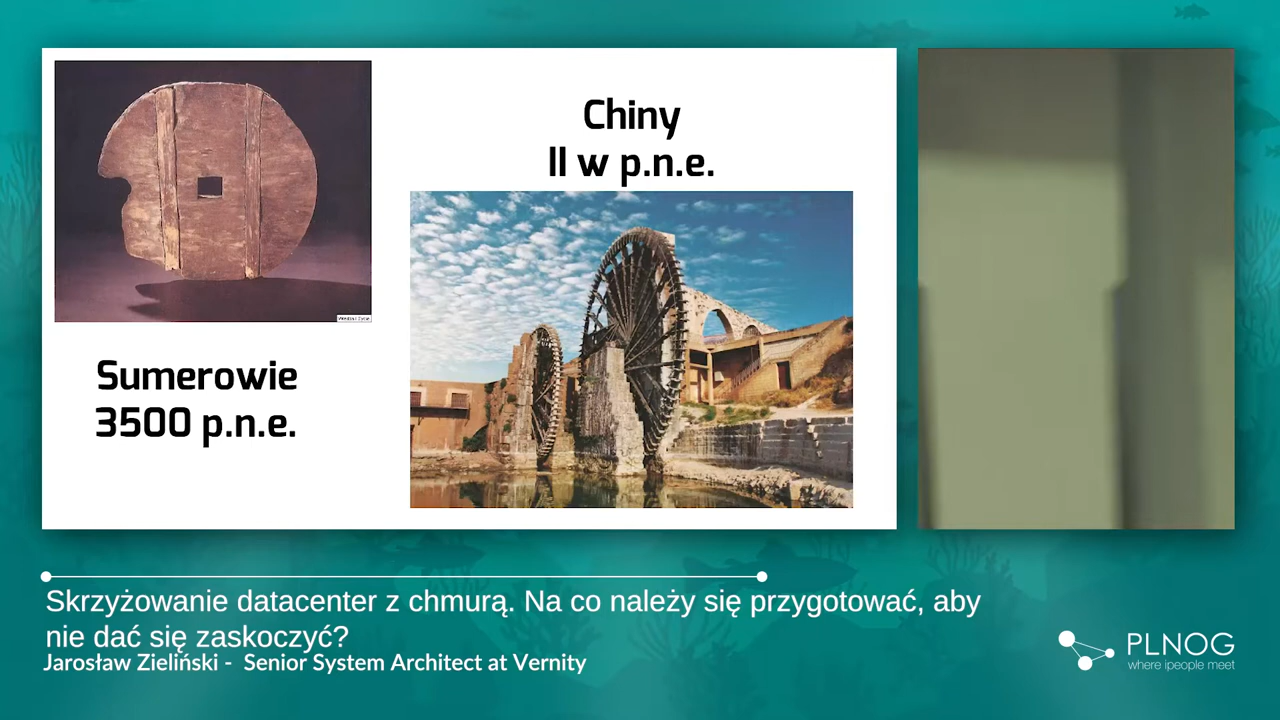 Chiny
II w p.n.e.
Sumerowie
3500 p.n.e.
Skrzyżowanie datacenter z chmurą. Na co należy się przygotować, aby
nie dać się zaskoczyć?
Jarosław Zieliński - Senior System Architect at Vernity
PLNOG
where ipeople meet